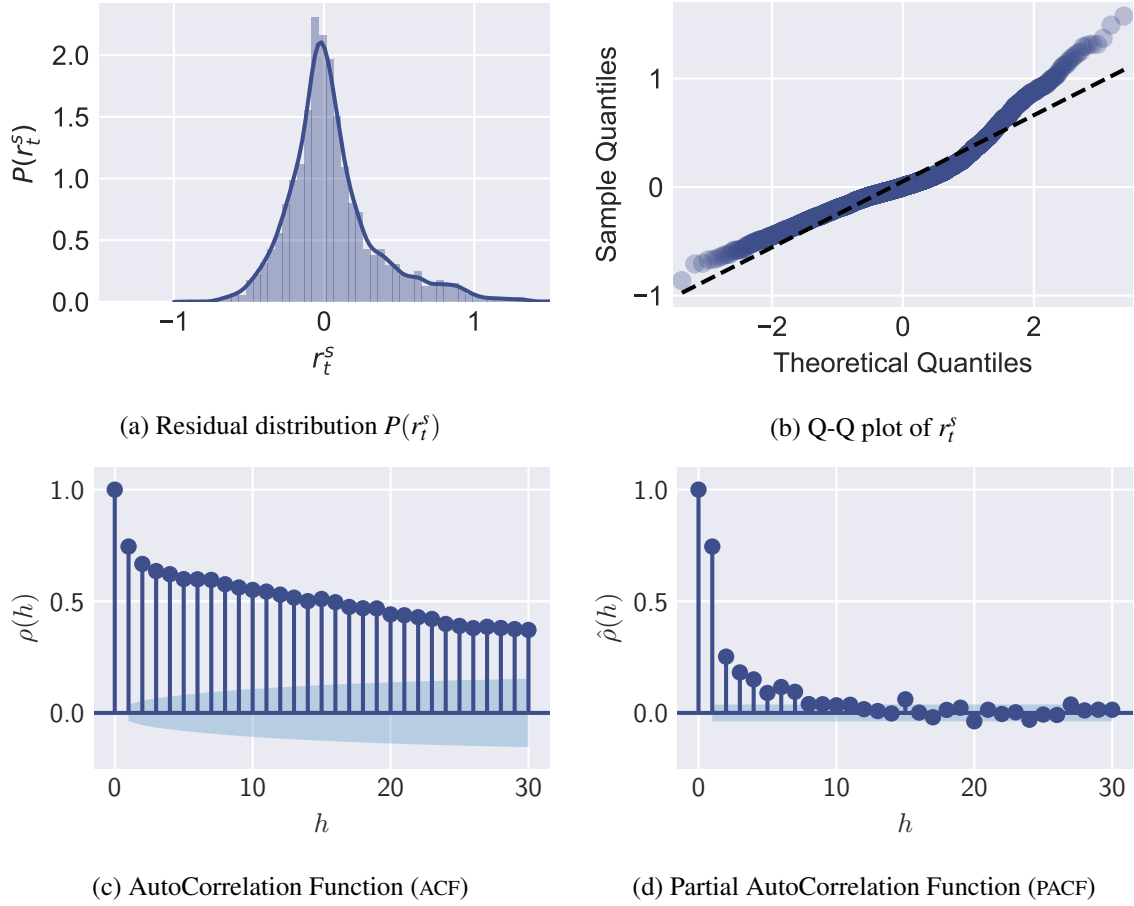 2.0
1.5
1.0
0.5
0.0
P(r_t^s)
−1
0
1
r_t^s
(a) Residual distribution P(r_t^s)
1
0
−1
Sample Quantiles
−2
0
2
Theoretical Quantiles
(b) Q-Q plot of r_t^s
1.0
0.5
0.0
ρ(h)
0
10
20
30
h
(c) AutoCorrelation Function (ACF)
1.0
0.5
0.0
ρ̂(h)
0
10
20
30
h
(d) Partial AutoCorrelation Function (PACF)